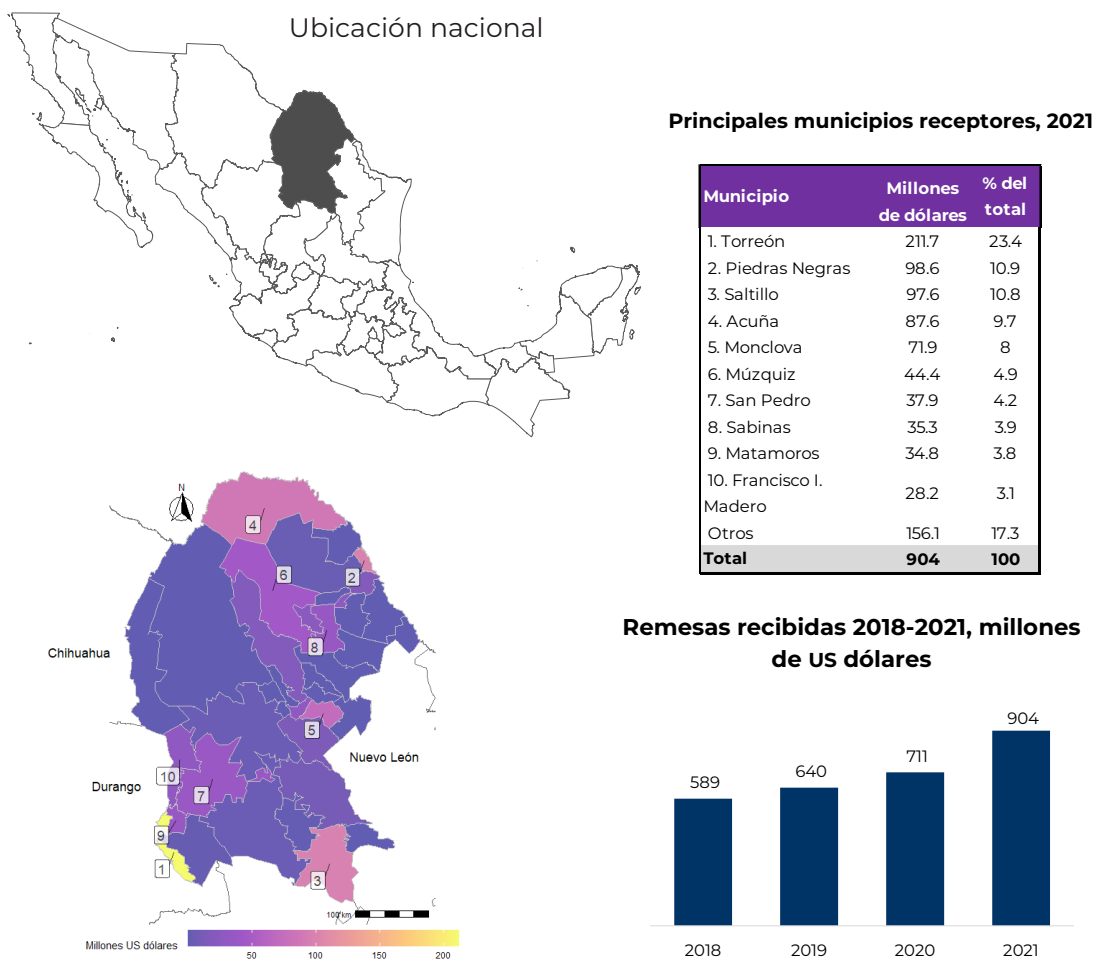 Ubicación nacional
Principales municipios receptores, 2021
Municipio Millones de dólares % del total
1. Torreón 211.7 23.4
2. Piedras Negras 98.6 10.9
3. Saltillo 97.6 10.8
4. Acuña 87.6 9.7
5. Monclova 71.9 8
6. Múzquiz 44.4 4.9
7. San Pedro 37.9 4.2
8. Sabinas 35.3 3.9
9. Matamoros 34.8 3.8
10. Francisco I. Madero 28.2 3.1
Otros 156.1 17.3
Total 904 100
N
4
2
6
8
Chihuahua
5
Nuevo León
10
Durango
7
9
1
3
100 km
Millones US dólares
50 100 150 200
Remesas recibidas 2018-2021, millones
de US dólares
589 640 711 904
2018 2019 2020 2021